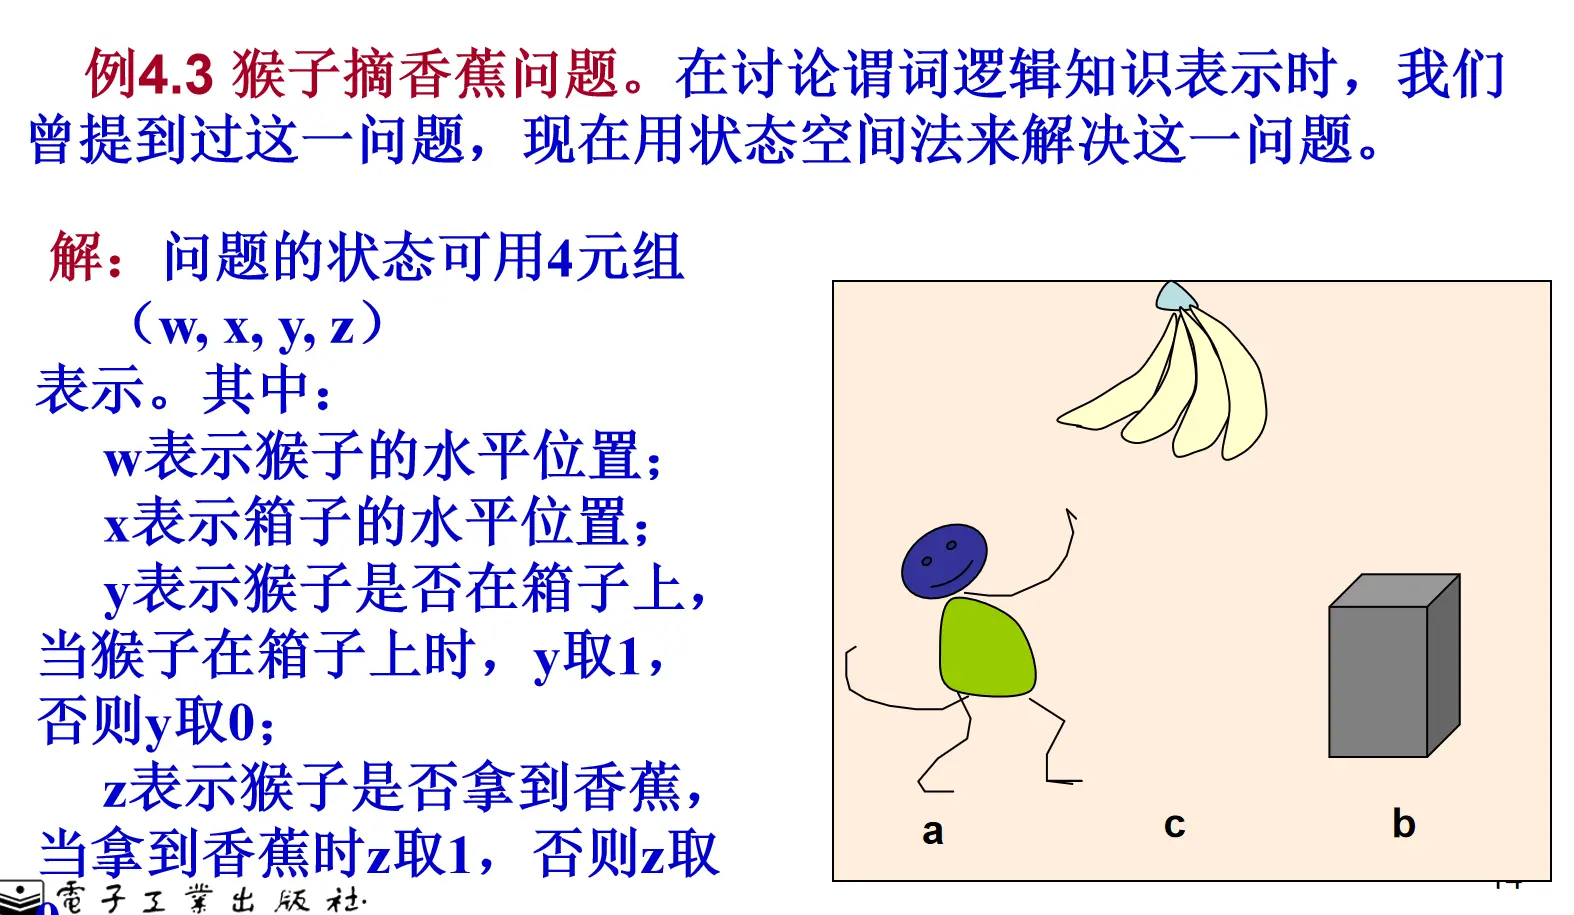 例4.3 猴子摘香蕉问题。在讨论谓词逻辑知识表示时，我们
曾提到过这一问题，现在用状态空间法来解决这一问题。
解：问题的状态可用4元组
（w, x, y, z）
表示。其中：
w表示猴子的水平位置；
x表示箱子的水平位置；
y表示猴子是否在箱子上，
当猴子在箱子上时，y取1，
否则y取0；
z表示猴子是否拿到香蕉，
当拿到香蕉时z取1，否则z取
a
c
b
電子工業出版社